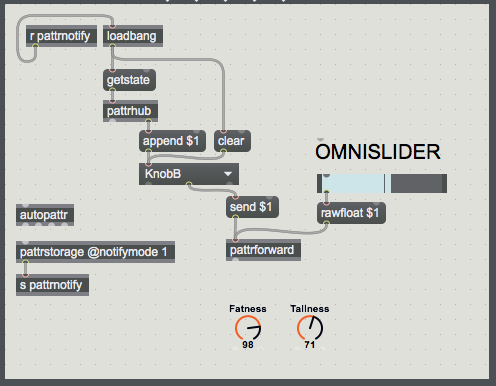 r pattrnotify
loadbang
getstate
pattrhub
append $1
clear
KnobB
OMNISLIDER
send $1
rawfloat $1
autopattr
pattrstorage @notifymode 1
pattrforward
s pattrnotify
Fatness
Tallness
98
71